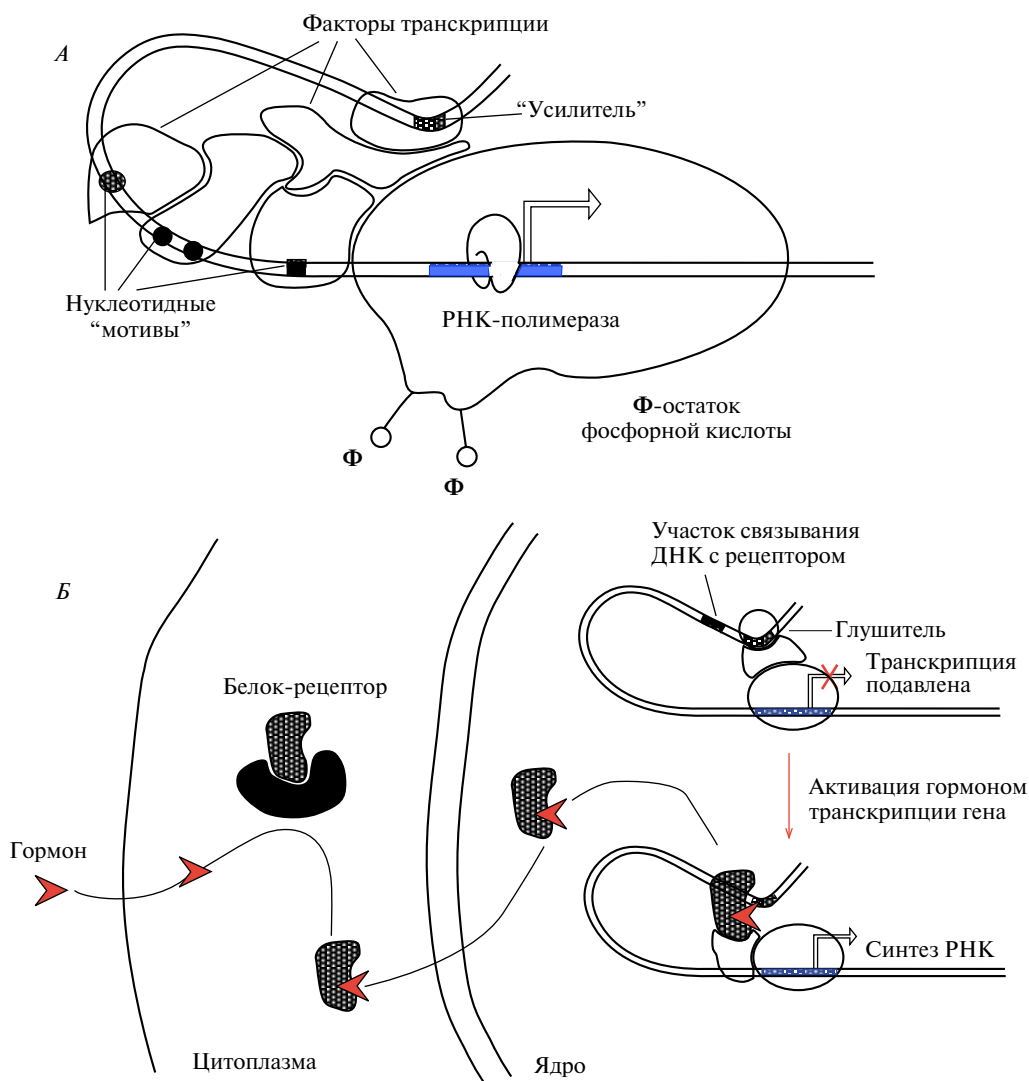 А
Факторы транскрипции
“Усилитель”
Нуклеотидные
“мотивы”
РНК-полимераза
Ф-остаток
фосфорной кислоты
Ф
Ф
Б
Участок связывания
ДНК с рецептором
Глушитель
Транскрипция
подавлена
Белок-рецептор
Активация гормоном
транскрипции гена
Гормон
Синтез РНК
Цитоплазма
Ядро